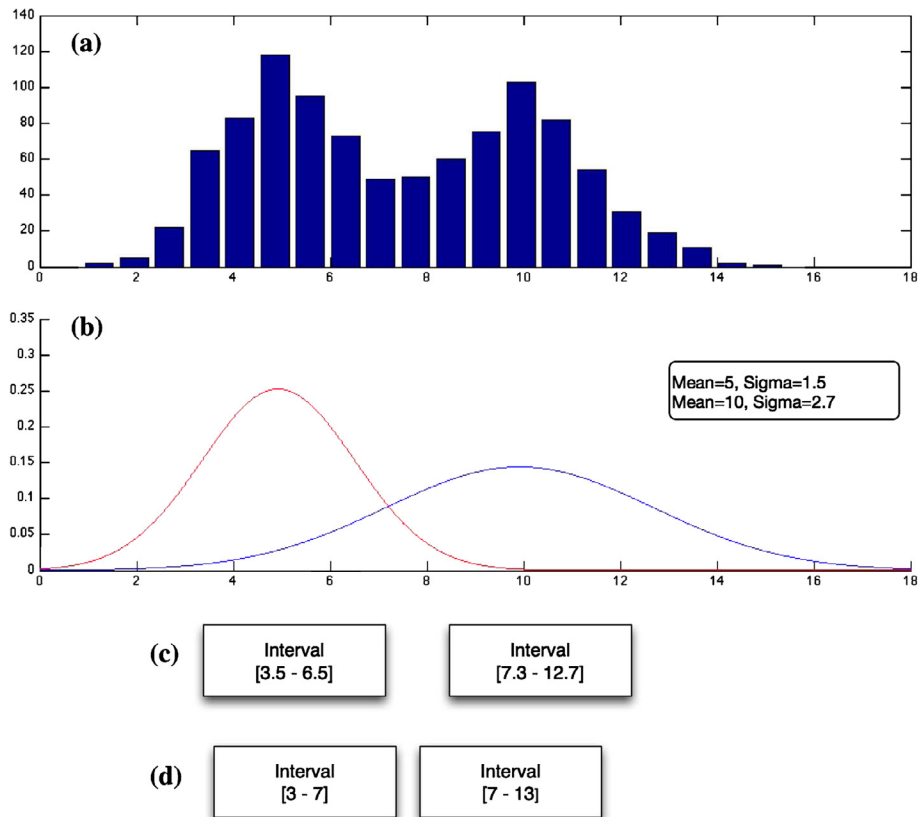 140
(a)
120
100
80
60
40
20
0
0 2 4 6 8 10 12 14 16 18
0.35
(b)
0.3
0.25
Mean=5, Sigma=1.5
Mean=10, Sigma=2.7
0.2
0.15
0.1
0.05
0
0 2 4 6 8 10 12 14 16 18
(c)
Interval
[3.5 - 6.5]
Interval
[7.3 - 12.7]
(d)
Interval
[3 - 7]
Interval
[7 - 13]